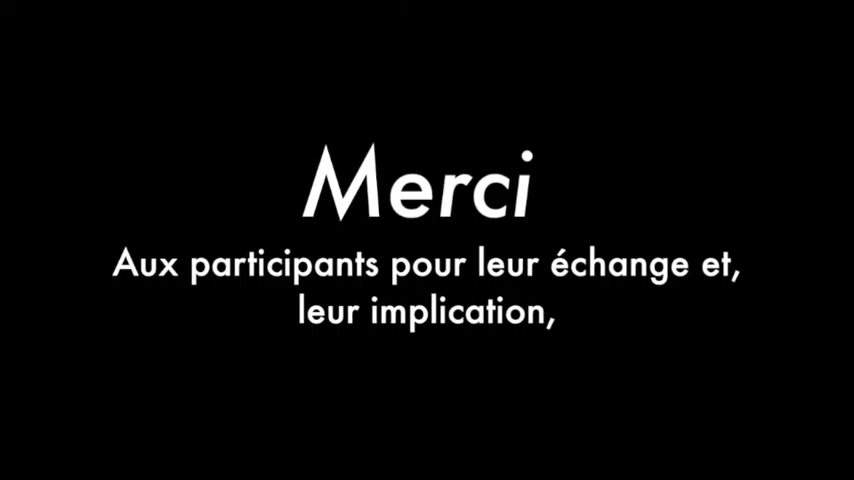 Merci
Aux participants pour leur échange et,
leur implication,